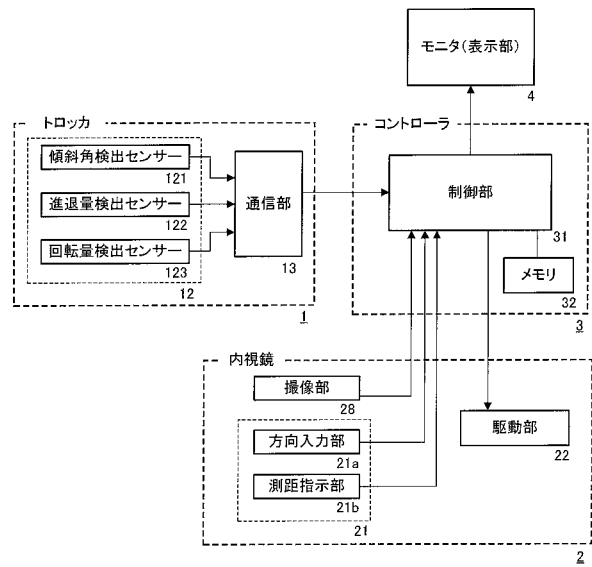 モニタ(表示部)
4
トロッカ
傾斜角検出センサー
121
進退量検出センサー
122
回転量検出センサー
123
12
通信部
13
1
コントローラ
制御部
31
メモリ
32
3
内視鏡
撮像部
28
方向入力部
21a
測距指示部
21b
21
駆動部
22
2